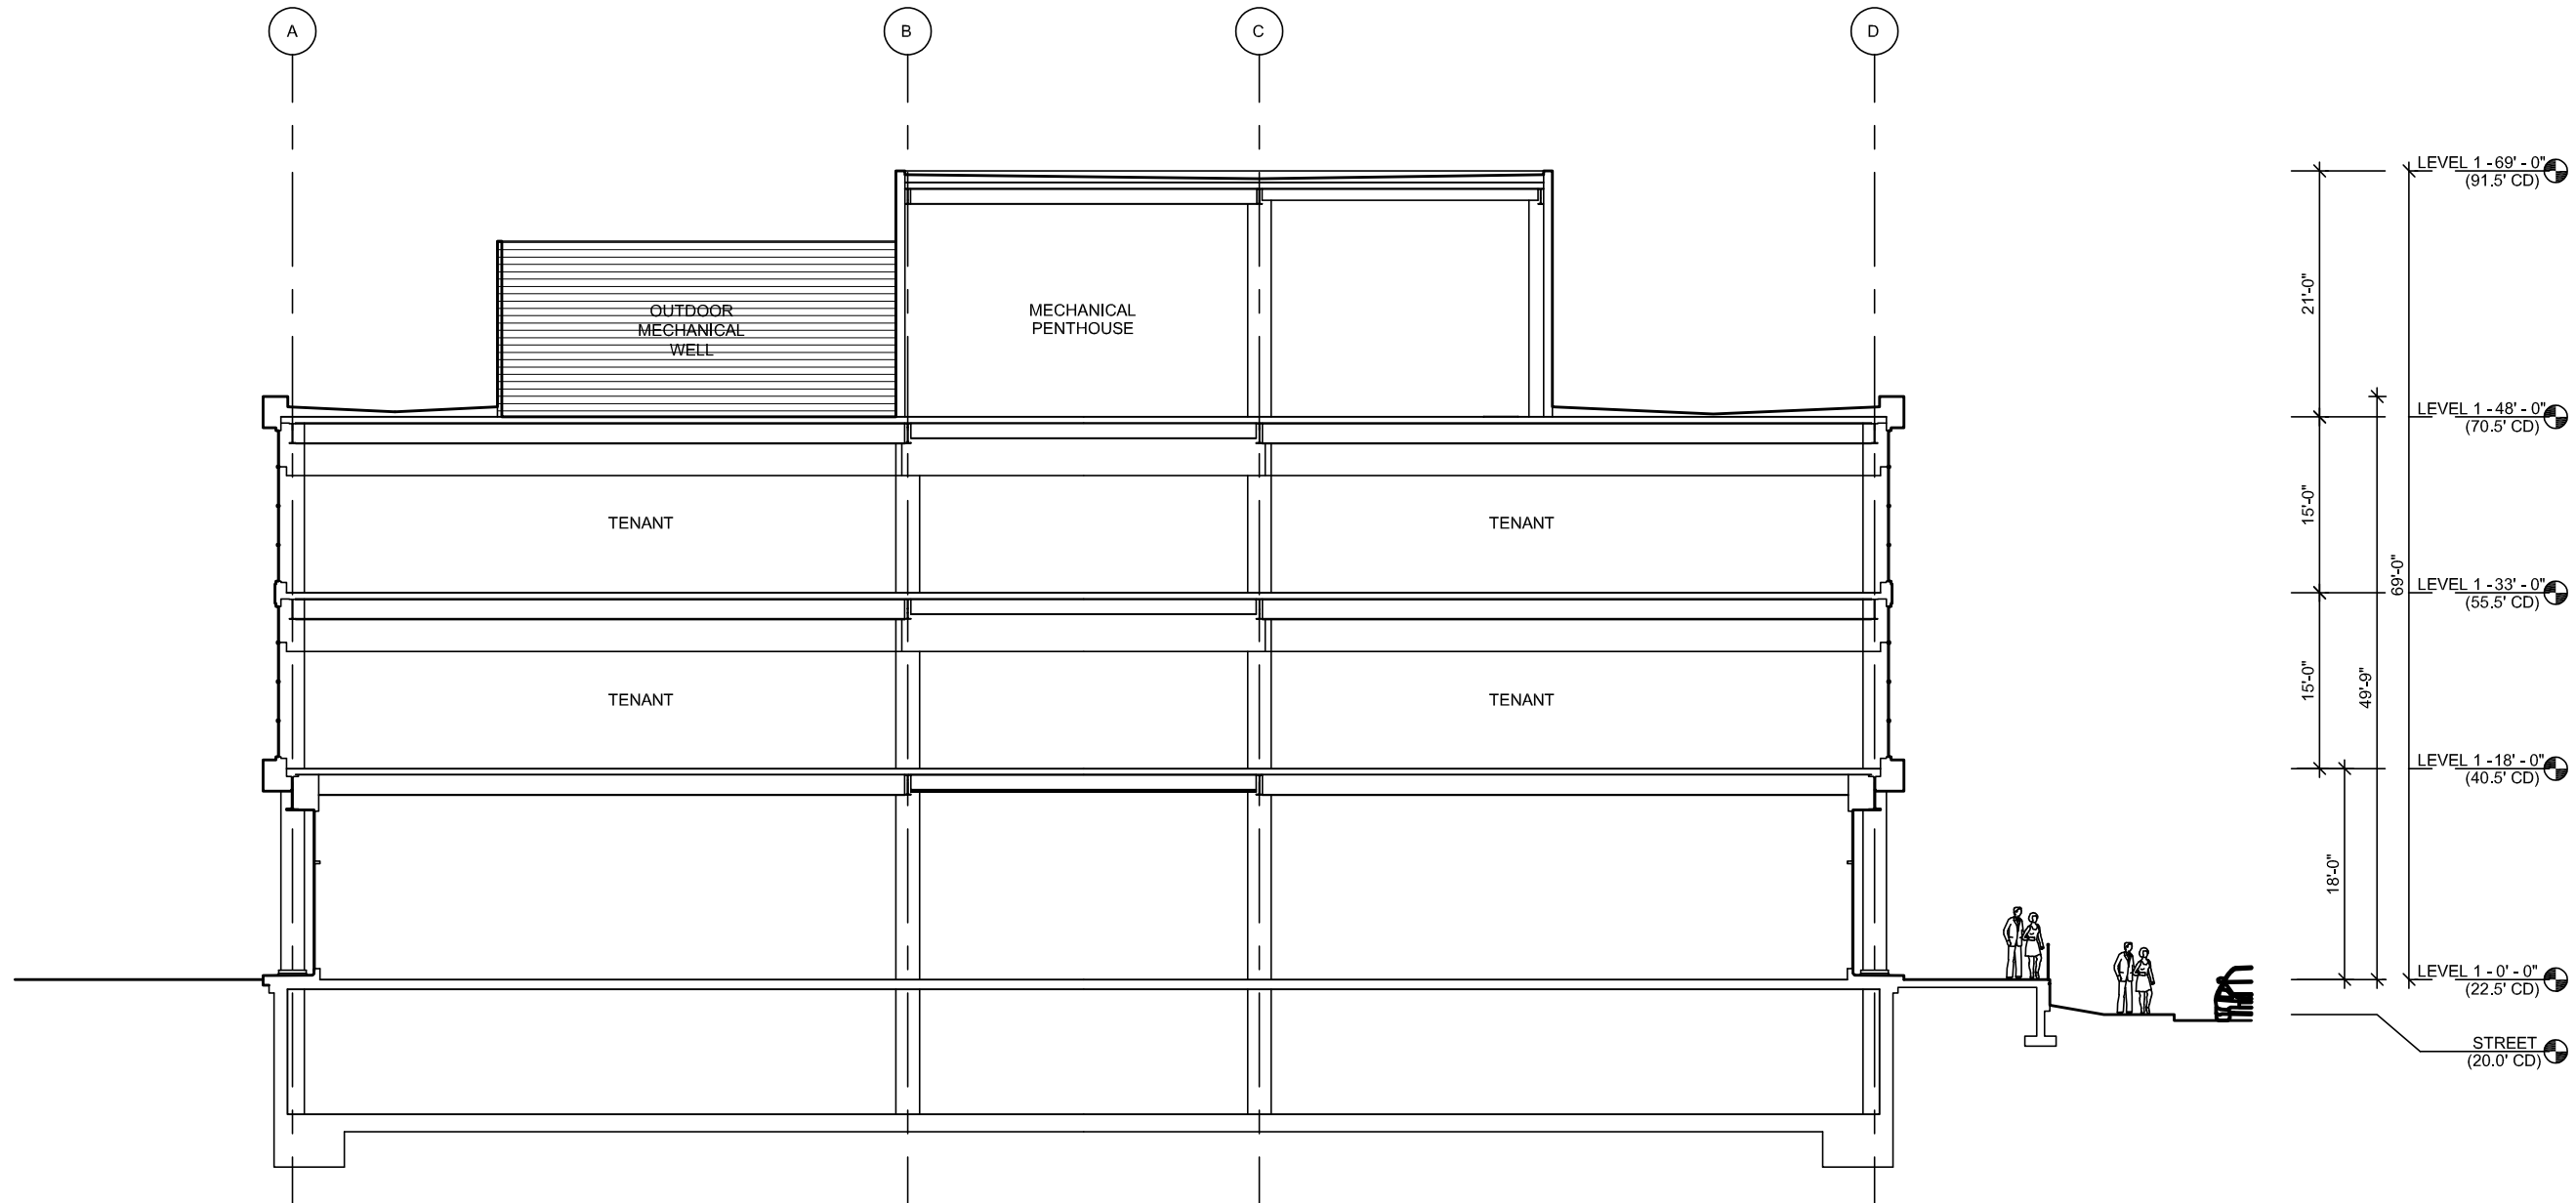 A
B
C
D
LEVEL 1 - 69' - 0"
(91.5' CD)
21'-0"
OUTDOOR
MECHANICAL
WELL
MECHANICAL
PENTHOUSE
LEVEL 1 - 48' - 0"
(70.5' CD)
TENANT
TENANT
15'-0"
69'-0"
LEVEL 1 - 33' - 0"
(55.5' CD)
TENANT
TENANT
15'-0"
49'-9"
LEVEL 1 - 18' - 0"
(40.5' CD)
18'-0"
LEVEL 1 - 0' - 0"
(22.5' CD)
STREET
(20.0' CD)